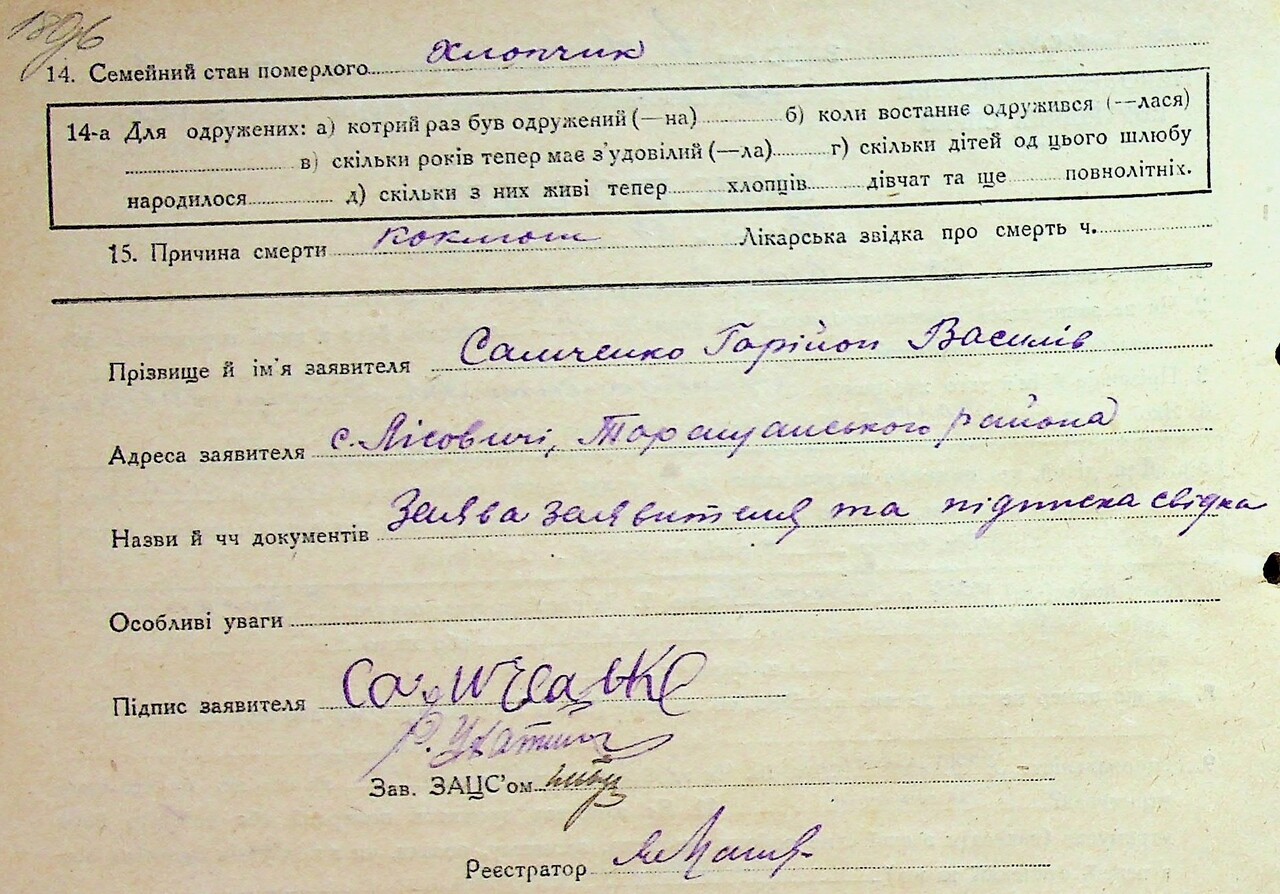 1896
14. Семейний стан померлого Хлопчик
14-а Для одружених: а) котрий раз був одружений (—на) б) коли востаннє одружився (—лася)
в) скільки років тепер має з'удовілий (—ла) г) скільки дітей од цього шлюбу
народилося д) скільки з них живі тепер хлопців дівчат та ще повнолітніх.
15. Причина смерти коклюш Лікарська звідка про смерть ч.
Прізвище й ім'я заявителя Самченко Василів
Адреса заявителя с. Лісовичі, Таращанського района
Назви й чч документів Заява заявителя та підписка свідка
Особливі уваги
Підпис заявителя
Зав. ЗАЦС'ом
Реєстратор